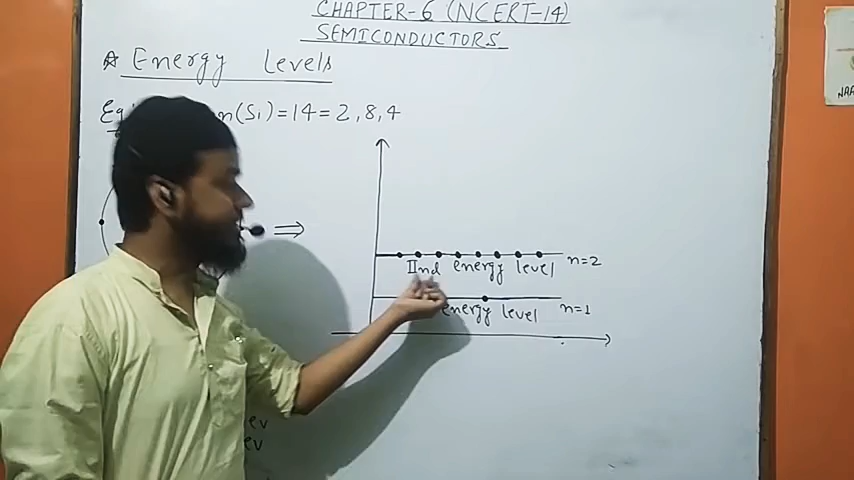 CHAPTER-6 (NCERT-14)
SEMICONDUCTORS
Energy Levels
n(Si) = 14 = 2, 8, 4
IInd energy level n=2
energy level n=1
ev
ev